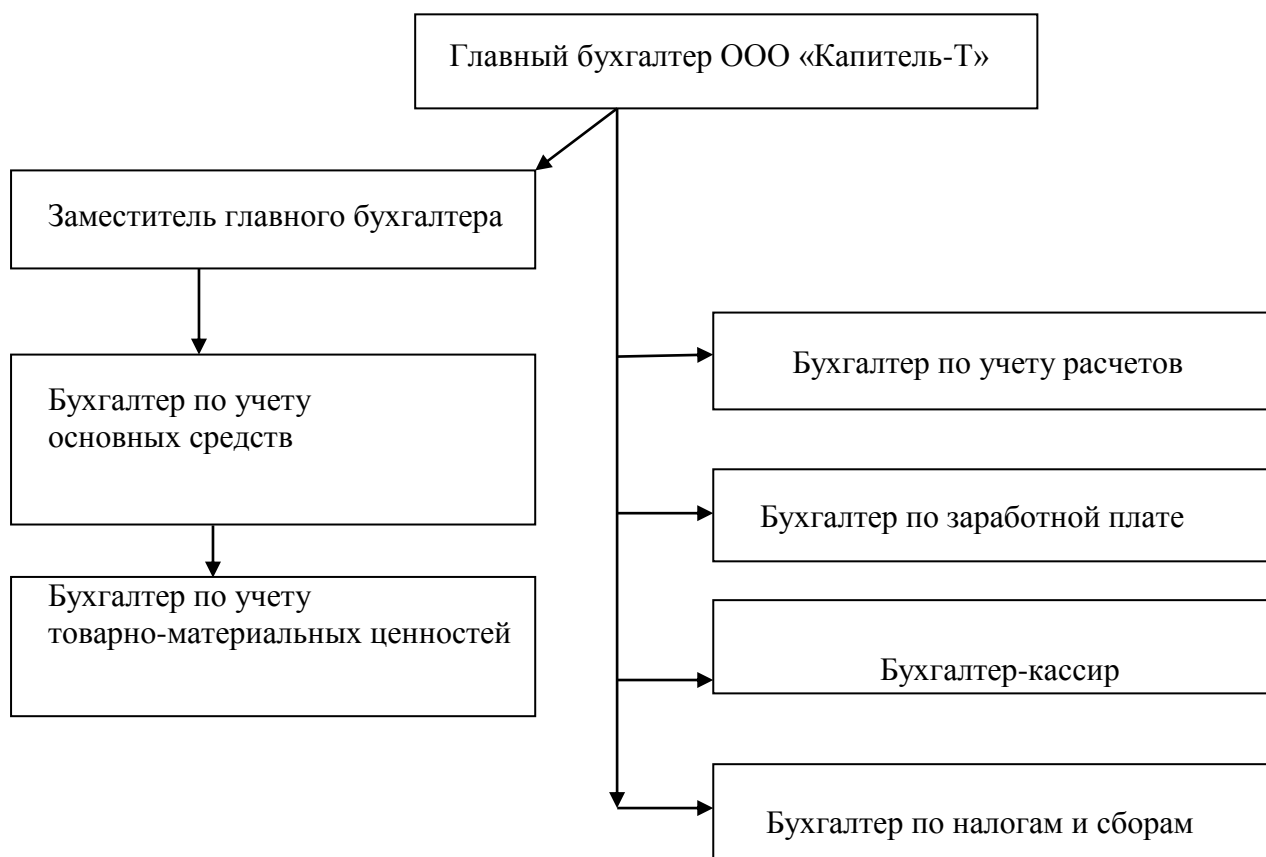 Главный бухгалтер ООО «Капитель-Т»
Заместитель главного бухгалтера
Бухгалтер по учету
основных средств
Бухгалтер по учету
товарно-материальных ценностей
Бухгалтер по учету расчетов
Бухгалтер по заработной плате
Бухгалтер-кассир
Бухгалтер по налогам и сборам